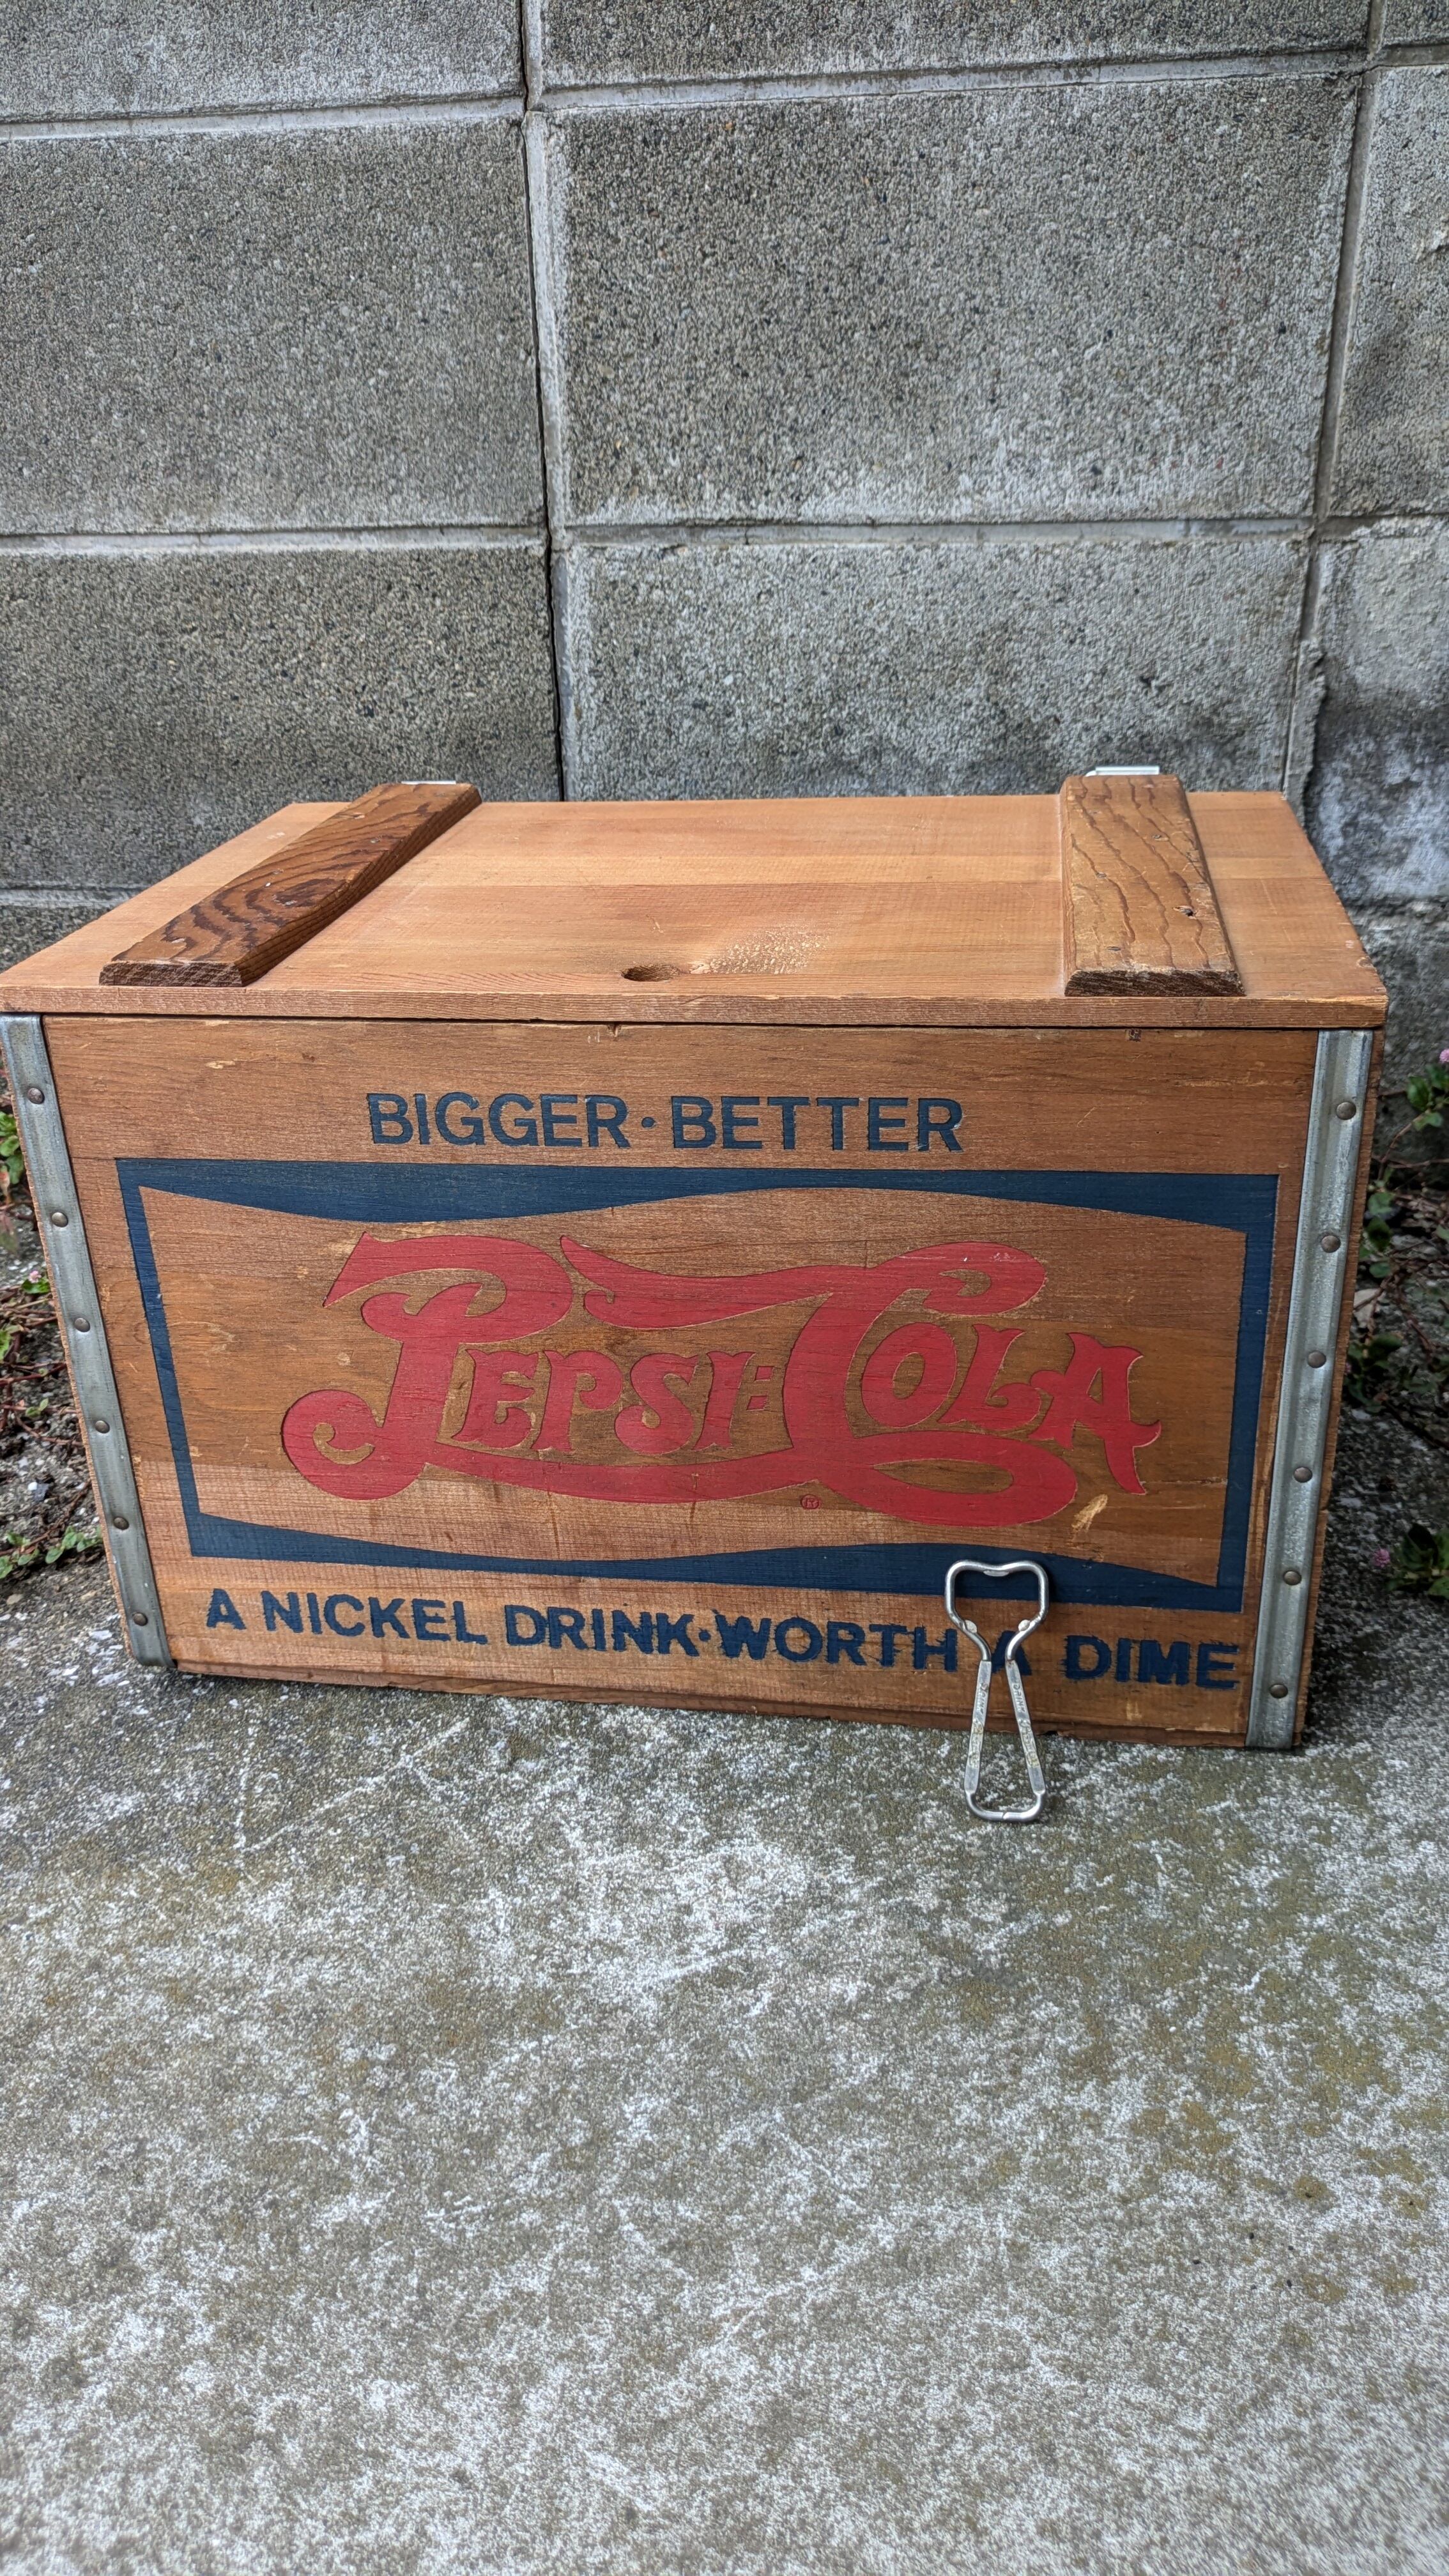 BIGGER·BETTER
PEPSI:COLA
®
A NICKEL DRINK·WORTH A DIME